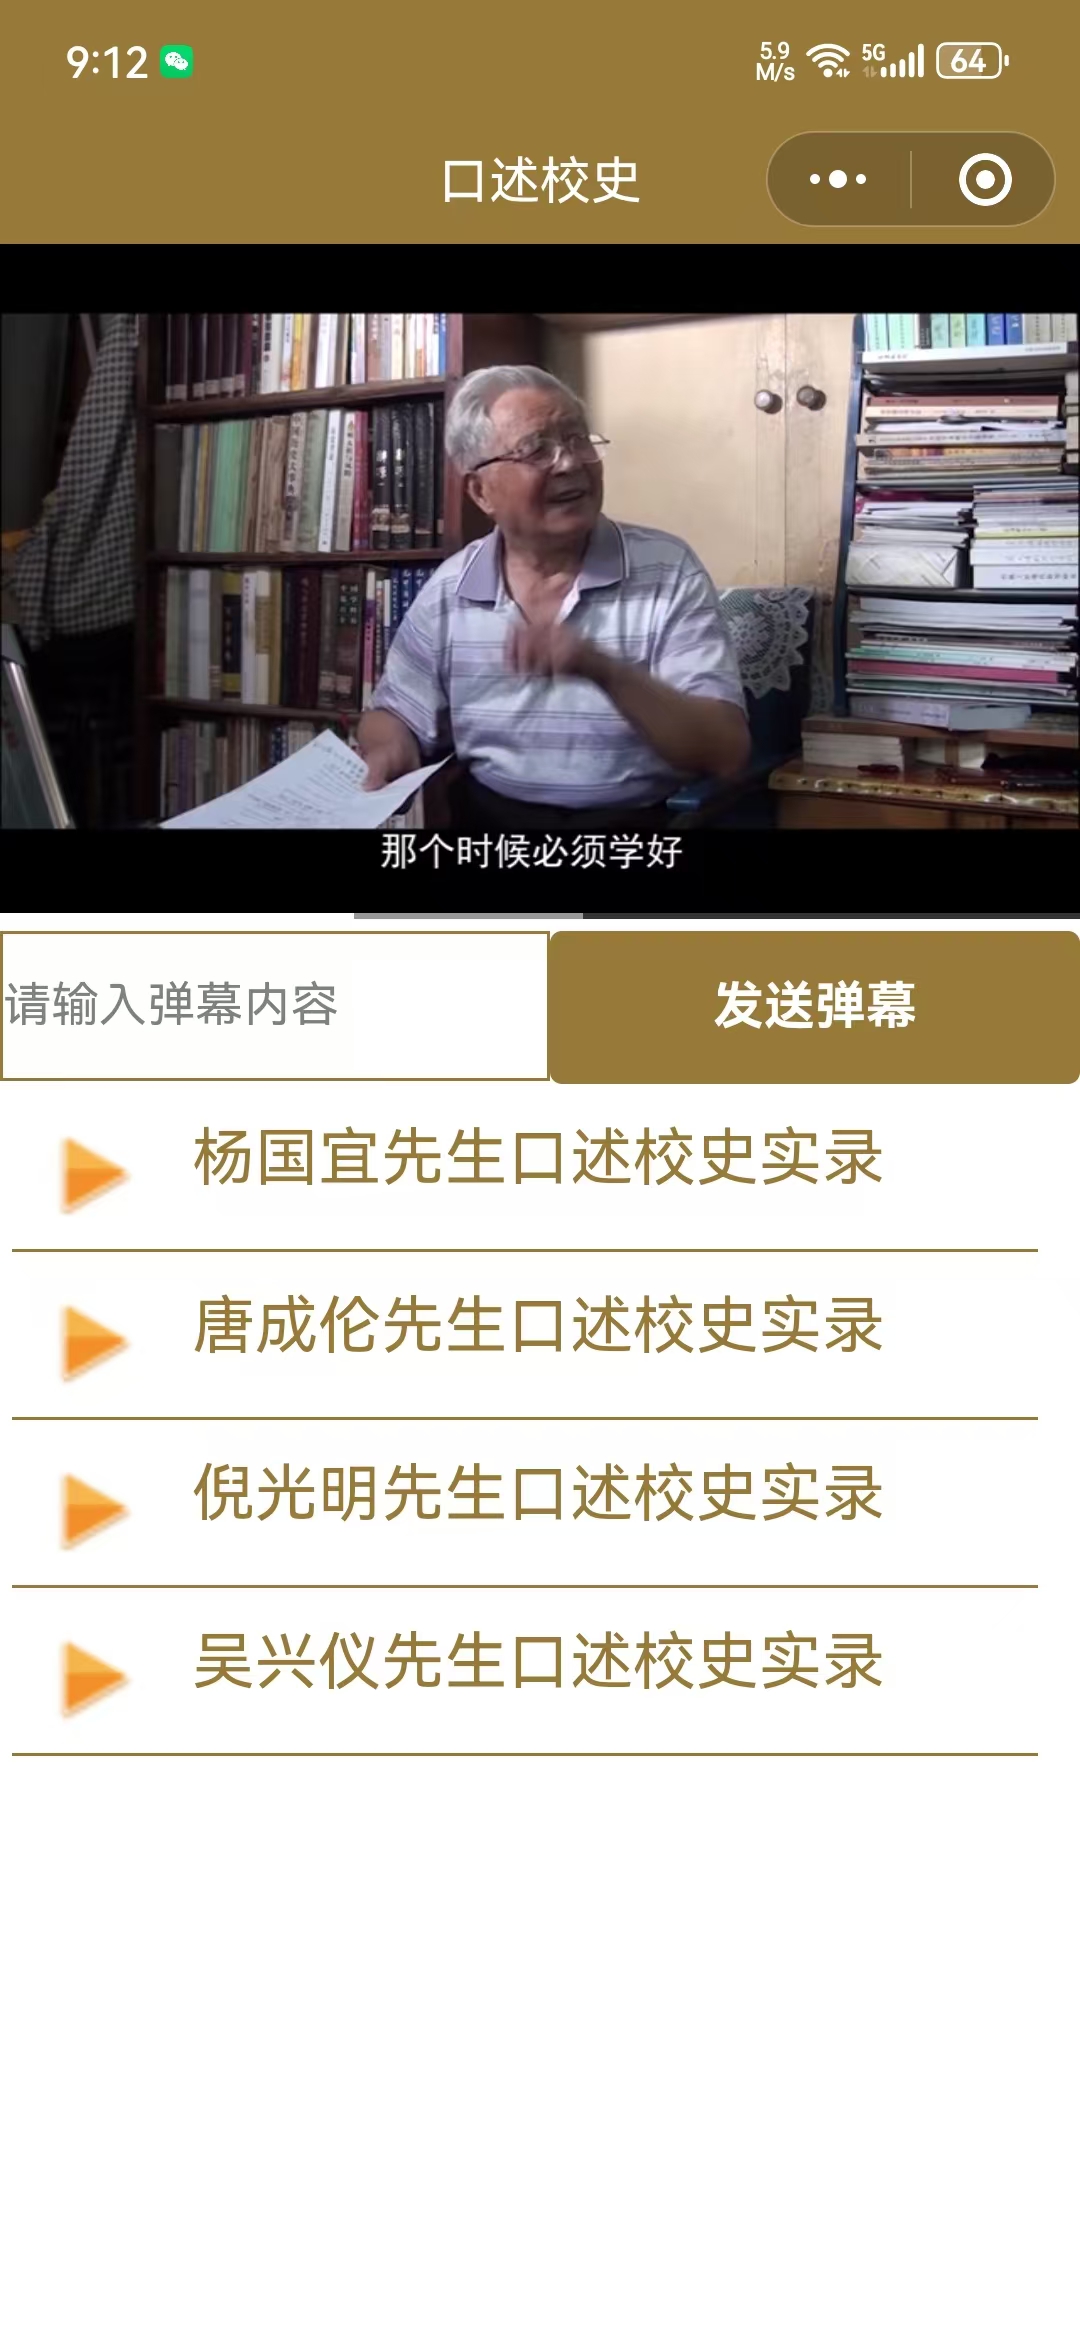 9:12
5.9 M/s 5G 64
口述校史
那个时候必须学好
请输入弹幕内容 发送弹幕
杨国宜先生口述校史实录
唐成伦先生口述校史实录
倪光明先生口述校史实录
吴兴仪先生口述校史实录